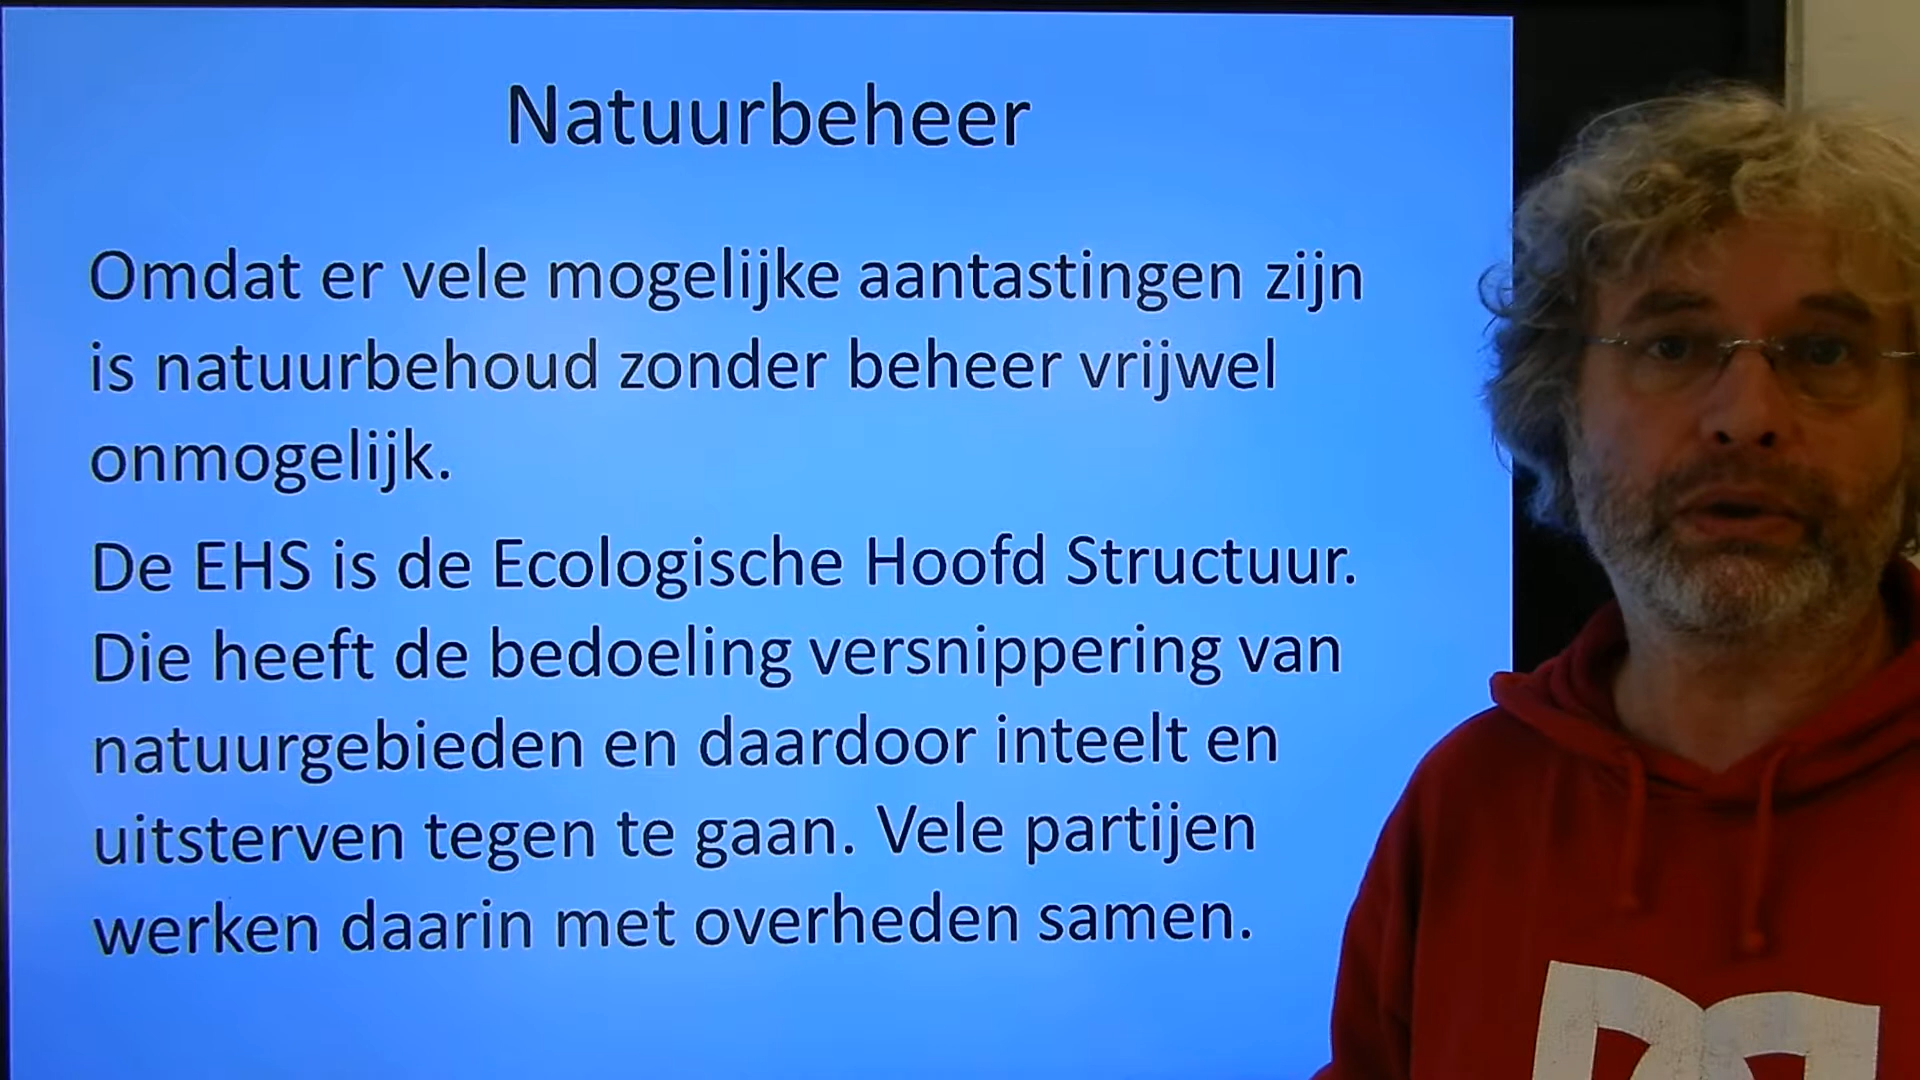 Natuurbeheer
Omdat er vele mogelijke aantastingen zijn
is natuurbehoud zonder beheer vrijwel
onmogelijk.
De EHS is de Ecologische Hoofd Structuur.
Die heeft de bedoeling versnippering van
natuurgebieden en daardoor inteelt en
uitsterven tegen te gaan. Vele partijen
werken daarin met overheden samen.